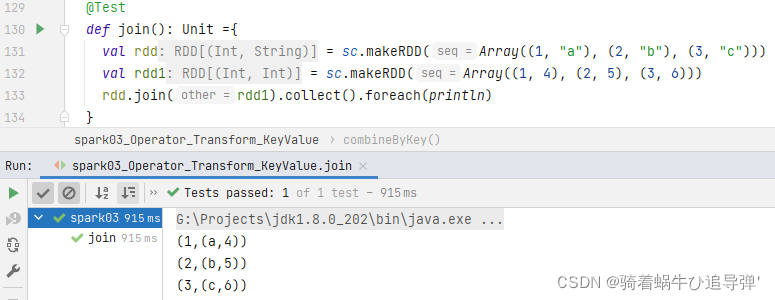 129 @Test
130 def join(): Unit ={
131 val rdd: RDD[(Int, String)] = sc.makeRDD( seq = Array((1, "a"), (2, "b"), (3, "c")))
132 val rdd1: RDD[(Int, Int)] = sc.makeRDD( seq = Array((1, 4), (2, 5), (3, 6)))
133 rdd.join( other = rdd1).collect().foreach(println)
134 }
spark03_Operator_Transform_KeyValue › combineByKey()
Run: spark03_Operator_Transform_KeyValue.join ×
» Tests passed: 1 of 1 test – 915 ms
spark03 915 ms G:\Projects\jdk1.8.0_202\bin\java.exe ...
join 915 ms (1,(a,4))
(2,(b,5))
(3,(c,6))
CSDN @骑着蜗牛ひ追导弹'